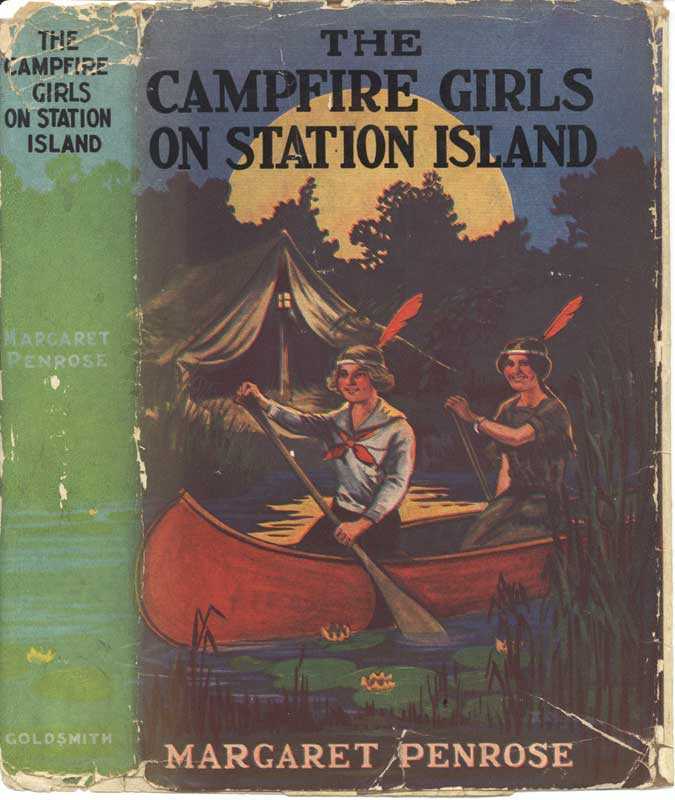 THE
CAMPFIRE
GIRLS
ON STATION
ISLAND
MARGARET
PENROSE
GOLDSMITH
THE
CAMPFIRE GIRLS
ON STATION ISLAND
MARGARET PENROSE